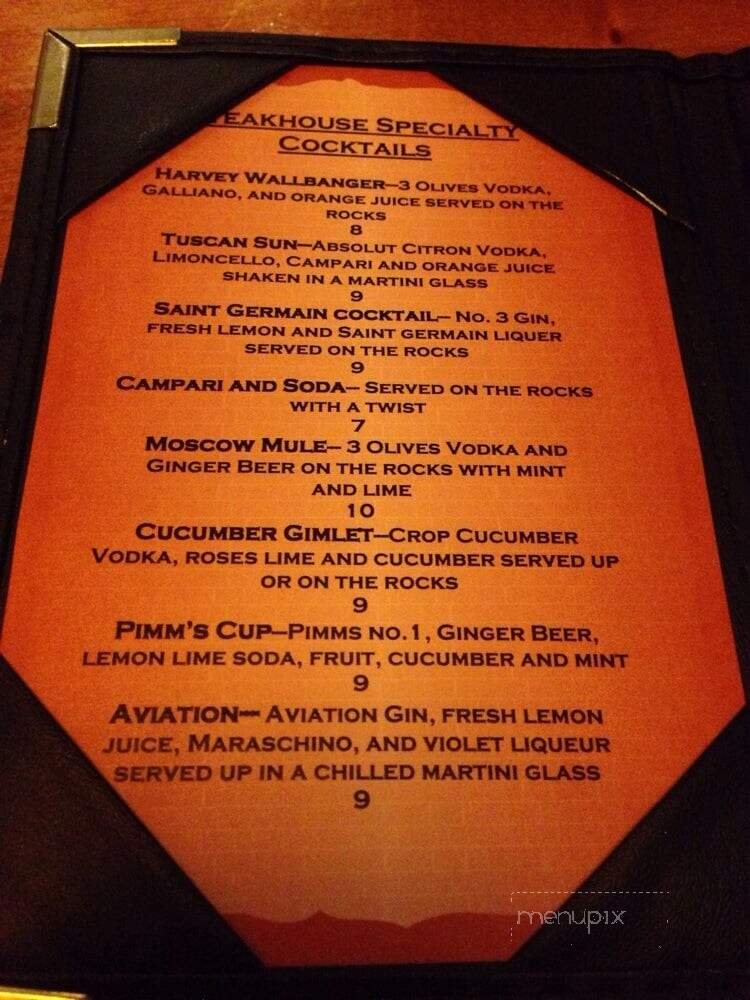 TEAKHOUSE SPECIALTY
COCKTAILS
HARVEY WALLBANGER–3 OLIVES VODKA,
GALLIANO, AND ORANGE JUICE SERVED ON THE
ROCKS
8
TUSCAN SUN–ABSOLUT CITRON VODKA,
LIMONCELLO, CAMPARI AND ORANGE JUICE
SHAKEN IN A MARTINI GLASS
9
SAINT GERMAIN COCKTAIL– NO. 3 GIN,
FRESH LEMON AND SAINT GERMAIN LIQUER
SERVED ON THE ROCKS
9
CAMPARI AND SODA– SERVED ON THE ROCKS
WITH A TWIST
7
MOSCOW MULE– 3 OLIVES VODKA AND
GINGER BEER ON THE ROCKS WITH MINT
AND LIME
10
CUCUMBER GIMLET–CROP CUCUMBER
VODKA, ROSES LIME AND CUCUMBER SERVED UP
OR ON THE ROCKS
9
PIMM'S CUP–PIMMS NO.1, GINGER BEER,
LEMON LIME SODA, FRUIT, CUCUMBER AND MINT
9
AVIATION— AVIATION GIN, FRESH LEMON
JUICE, MARASCHINO, AND VIOLET LIQUEUR
SERVED UP IN A CHILLED MARTINI GLASS
9
menupix